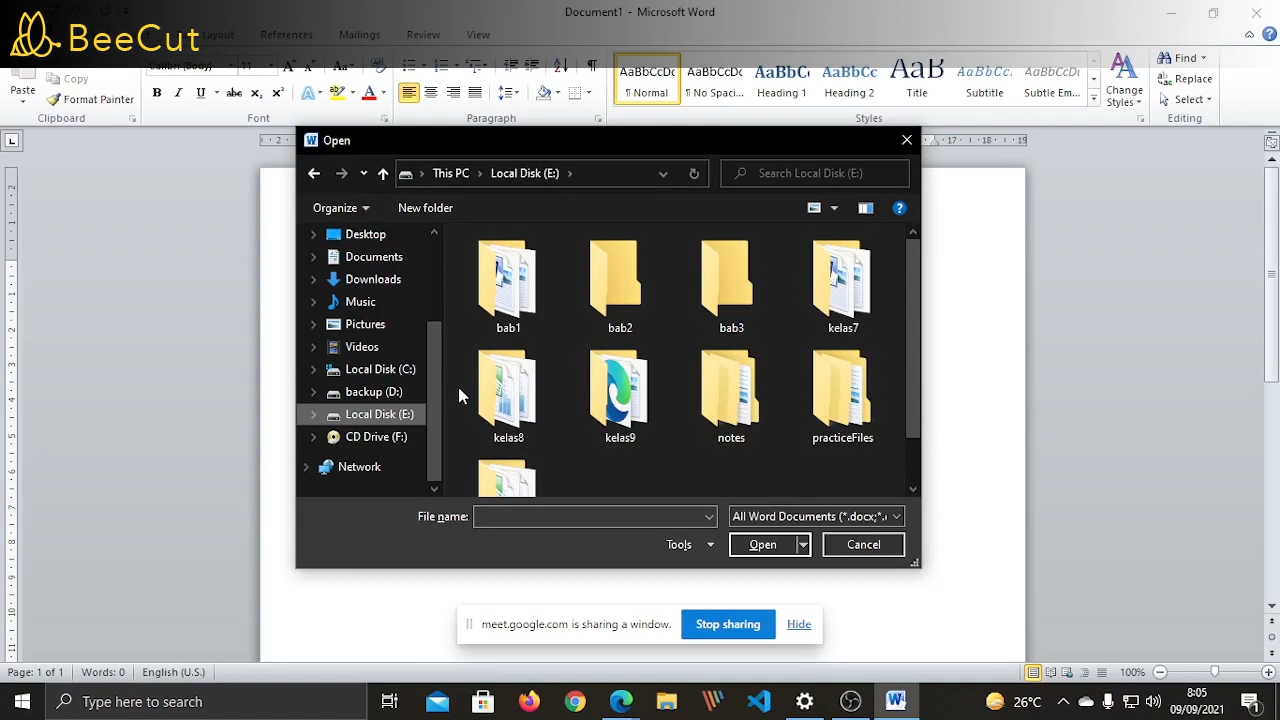 Document1 - Microsoft Word
BeeCut
Layout References Mailings Review View
Calibri (Body) 11
Paste
Copy
Format Painter
Clipboard
Font
Paragraph
AaBbCcDc
¶ Normal
AaBbCcDc
¶ No Spaci...
AaBbCc
Heading 1
AaBbCc
Heading 2
AaB
Title
AaBbCc.
Subtitle
AaBbCcDc
Subtle Em...
Change
Styles
Styles
Find
Replace
Select
Editing
Open
This PC Local Disk (E:)
Search Local Disk (E:)
Organize New folder
Desktop
Documents
Downloads
Music
Pictures
Videos
Local Disk (C:)
backup (D:)
Local Disk (E:)
CD Drive (F:)
Network
bab1 bab2 bab3 kelas7
kelas8 kelas9 notes practiceFiles
File name:
All Word Documents (*.docx;*.
Tools Open Cancel
meet.google.com is sharing a window. Stop sharing Hide
Page: 1 of 1 Words: 0 English (U.S.) 100%
Type here to search
26°C
8:05
09/09/2021